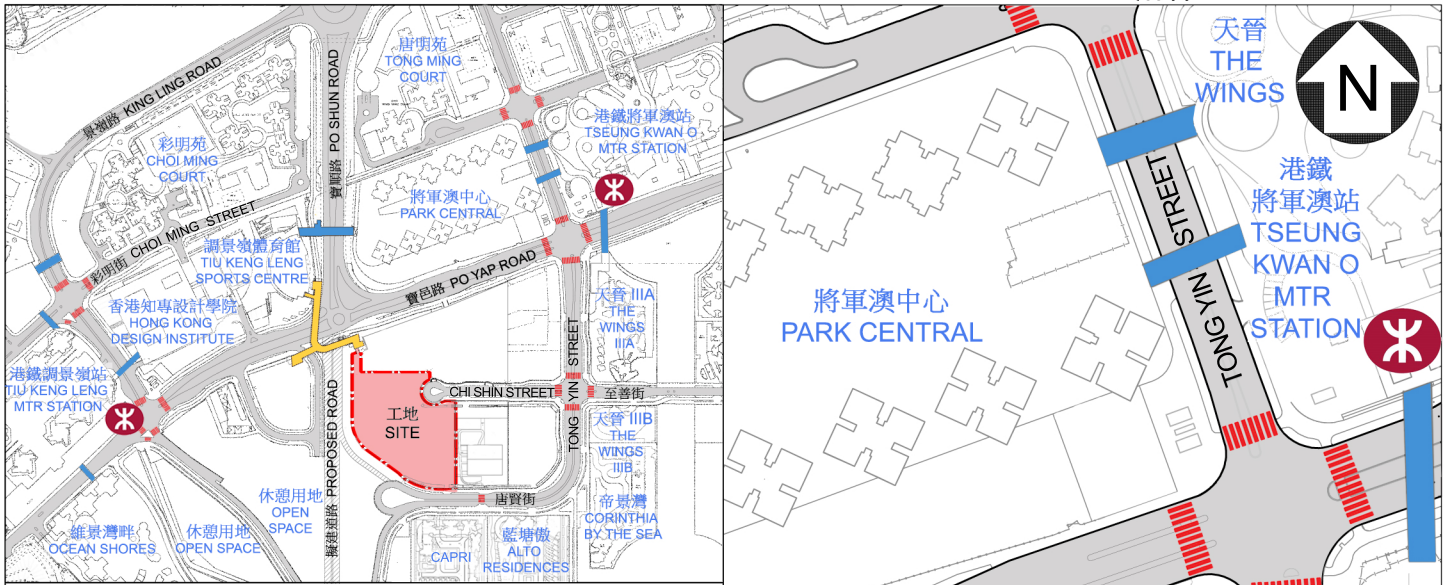 景嶺路 KING LING ROAD
寶順路 PO SHUN ROAD
唐明苑
TONG MING
COURT
彩明苑
CHOI MING
COURT
港鐵將軍澳站
TSEUNG KWAN O
MTR STATION
將軍澳中心
PARK CENTRAL
彩明街 CHOI MING STREET
調景嶺體育館
TIU KENG LENG
SPORTS CENTRE
寶邑路 PO YAP ROAD
香港知專設計學院
HONG KONG
DESIGN INSTITUTE
天晉 IIIA
THE
WINGS
IIIA
港鐵調景嶺站
TIU KENG LENG
MTR STATION
工地
SITE
CHI SHIN STREET
至善街
TONG YIN STREET
天晉 IIIB
THE
WINGS
IIIB
擬建道路 PROPOSED ROAD
唐賢街
休憩用地
OPEN
SPACE
休憩用地
OPEN SPACE
維景灣畔
OCEAN SHORES
CAPRI
藍塘傲
ALTO
RESIDENCES
帝景灣
CORINTHIA
BY THE SEA
天晉
THE
WINGS
N
TONG YIN STREET
港鐵
將軍澳站
TSEUNG
KWAN O
MTR
STATION
將軍澳中心
PARK CENTRAL